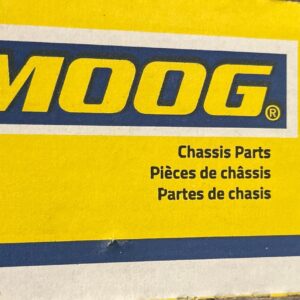 MOOG®
Chassis Parts
Pièces de châssis
Partes de chasis